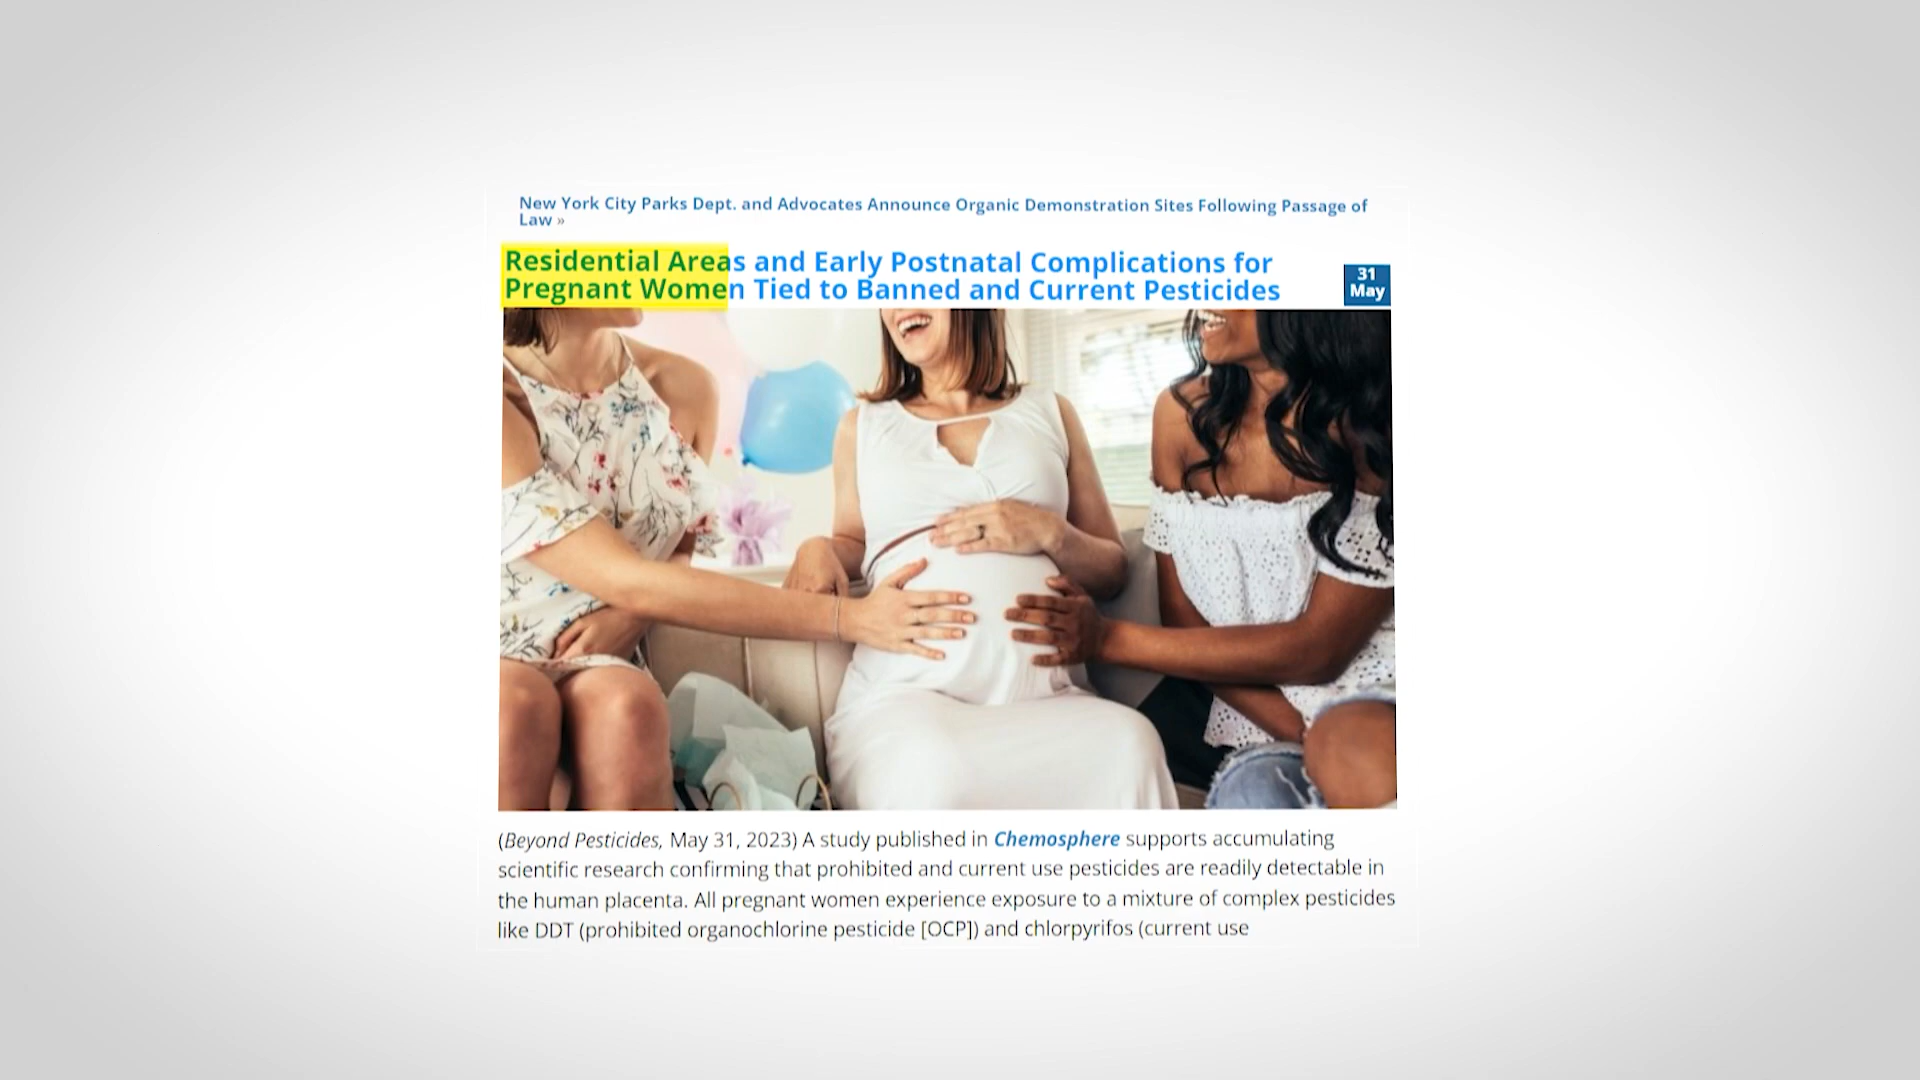 New York City Parks Dept. and Advocates Announce Organic Demonstration Sites Following Passage of
Law »
Residential Areas and Early Postnatal Complications for
Pregnant Women Tied to Banned and Current Pesticides
31
May
(Beyond Pesticides, May 31, 2023) A study published in Chemosphere supports accumulating
scientific research confirming that prohibited and current use pesticides are readily detectable in
the human placenta. All pregnant women experience exposure to a mixture of complex pesticides
like DDT (prohibited organochlorine pesticide [OCP]) and chlorpyrifos (current use